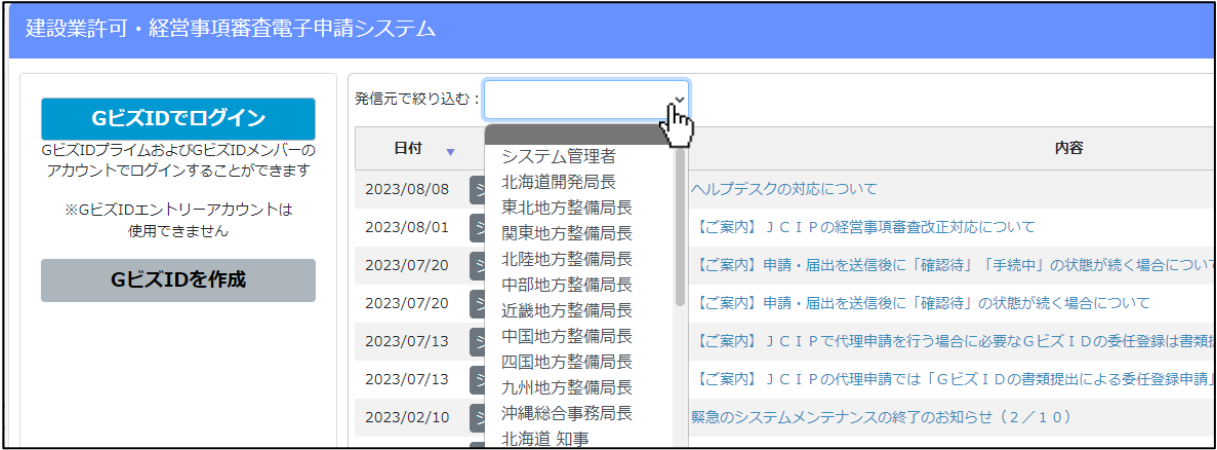 建設業許可・経営事項審査電子申請システム
GビズIDでログイン
GビズIDプライムおよびGビズIDメンバーの
アカウントでログインすることができます
※GビズIDエントリーアカウントは
使用できません
GビズIDを作成
発信元で絞り込む：
システム管理者
北海道開発局長
東北地方整備局長
関東地方整備局長
北陸地方整備局長
中部地方整備局長
近畿地方整備局長
中国地方整備局長
四国地方整備局長
九州地方整備局長
沖縄総合事務局長
北海道 知事
日付 内容
2023/08/08 ヘルプデスクの対応について
2023/08/01 【ご案内】ＪＣＩＰの経営事項審査改正対応について
2023/07/20 【ご案内】申請・届出を送信後に「確認待」「手続中」の状態が続く場合につい
2023/07/20 【ご案内】申請・届出を送信後に「確認待」の状態が続く場合について
2023/07/13 【ご案内】ＪＣＩＰで代理申請を行う場合に必要なＧビズＩＤの委任登録は書類
2023/07/13 【ご案内】ＪＣＩＰの代理申請では「ＧビズＩＤの書類提出による委任登録申請」
2023/02/10 緊急のシステムメンテナンスの終了のお知らせ（２／１０）